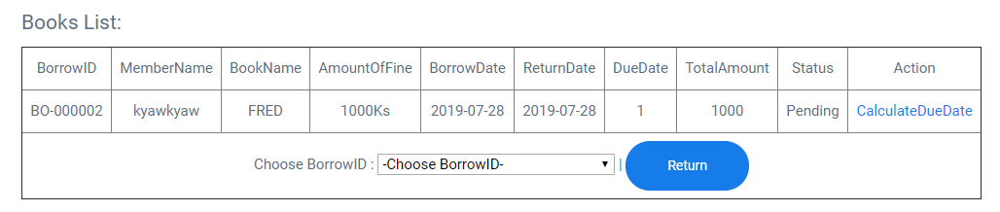 Books List:
BorrowID MemberName BookName AmountOfFine BorrowDate ReturnDate DueDate TotalAmount Status Action
BO-000002 kyawkyaw FRED 1000Ks 2019-07-28 2019-07-28 1 1000 Pending CalculateDueDate
Choose BorrowID : -Choose BorrowID- | Return